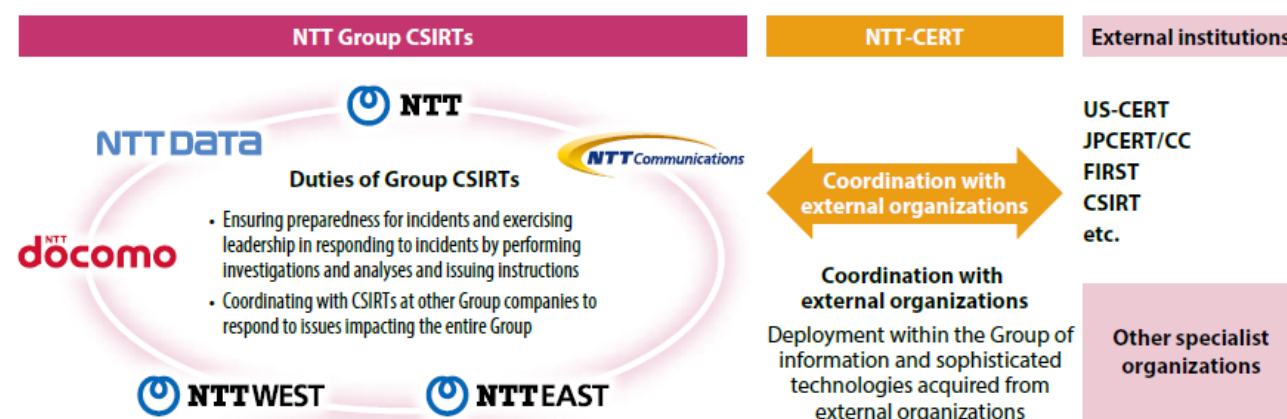 NTT Group CSIRTs
NTT-CERT
External institutions
NTT
NTT DATA
NTT Communications
NTT
döcomo
NTT WEST
NTT EAST
Duties of Group CSIRTs
• Ensuring preparedness for incidents and exercising
leadership in responding to incidents by performing
investigations and analyses and issuing instructions
• Coordinating with CSIRTs at other Group companies to
respond to issues impacting the entire Group
Coordination with
external organizations
Coordination with
external organizations
Deployment within the Group of
information and sophisticated
technologies acquired from
external organizations
US-CERT
JPCERT/CC
FIRST
CSIRT
etc.
Other specialist
organizations